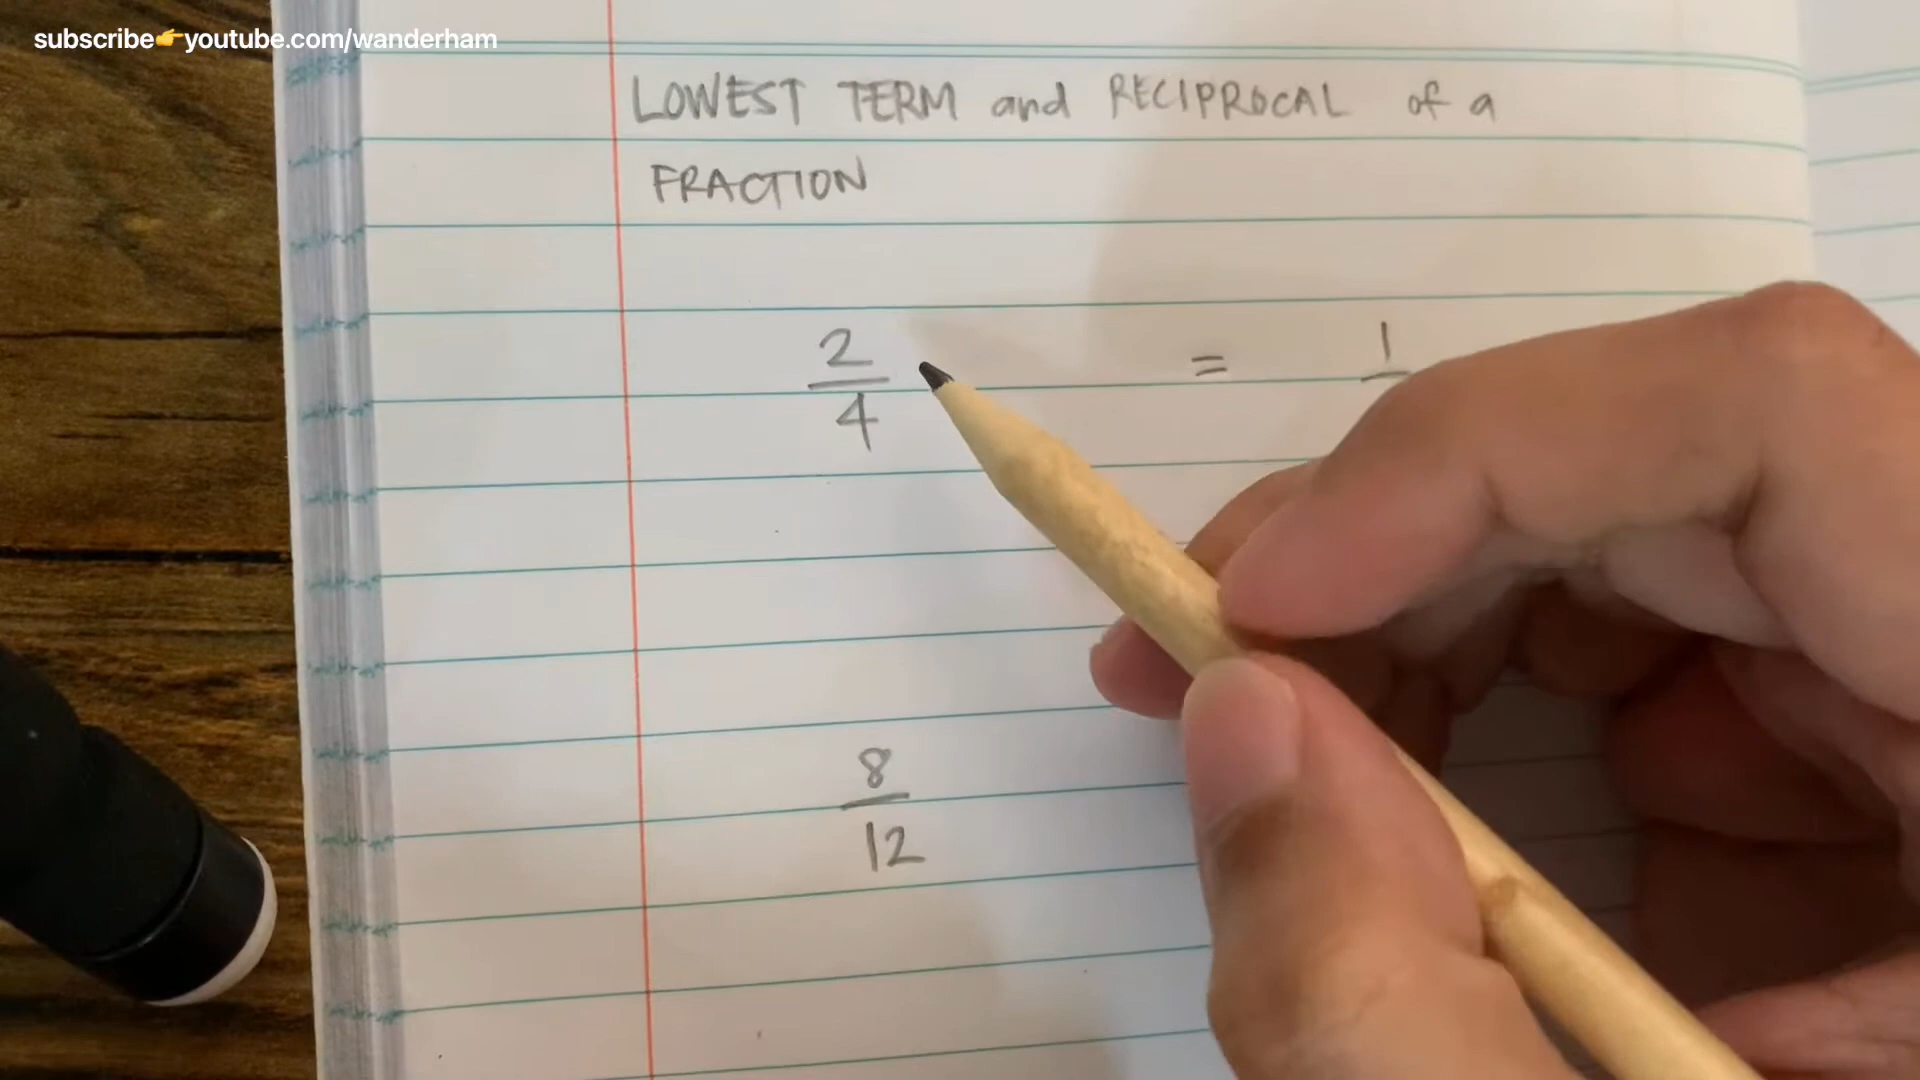 subscribe👉youtube.com/wanderham
LOWEST TERM and RECIPROCAL of a
FRACTION
2/4 = 1
8/12